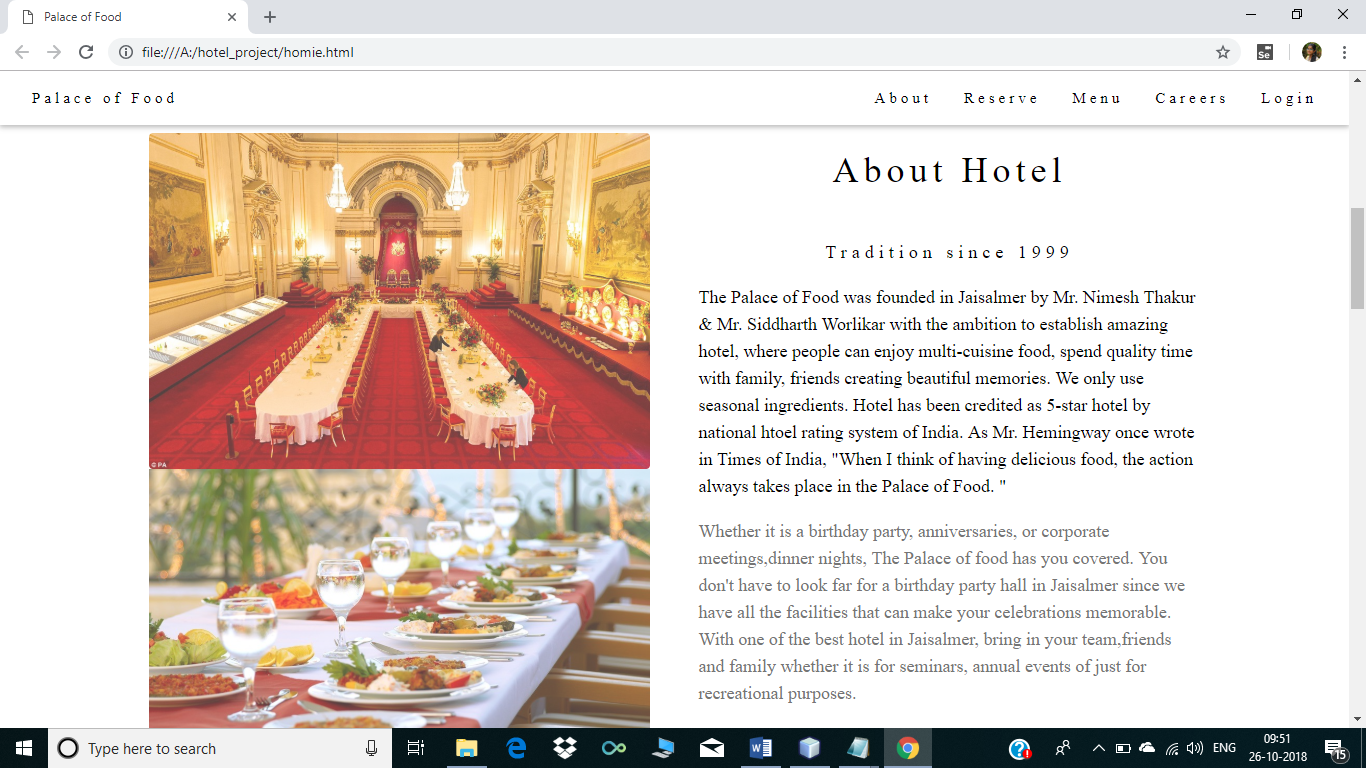 Palace of Food
file:///A:/hotel_project/homie.html
Se
Palace of Food
About Reserve Menu Careers Login
© PA
About Hotel
Tradition since 1999
The Palace of Food was founded in Jaisalmer by Mr. Nimesh Thakur
& Mr. Siddharth Worlikar with the ambition to establish amazing
hotel, where people can enjoy multi-cuisine food, spend quality time
with family, friends creating beautiful memories. We only use
seasonal ingredients. Hotel has been credited as 5-star hotel by
national htoel rating system of India. As Mr. Hemingway once wrote
in Times of India, "When I think of having delicious food, the action
always takes place in the Palace of Food. "
Whether it is a birthday party, anniversaries, or corporate
meetings,dinner nights, The Palace of food has you covered. You
don't have to look far for a birthday party hall in Jaisalmer since we
have all the facilities that can make your celebrations memorable.
With one of the best hotel in Jaisalmer, bring in your team,friends
and family whether it is for seminars, annual events of just for
recreational purposes.
Type here to search
ENG
09:51
26-10-2018
15